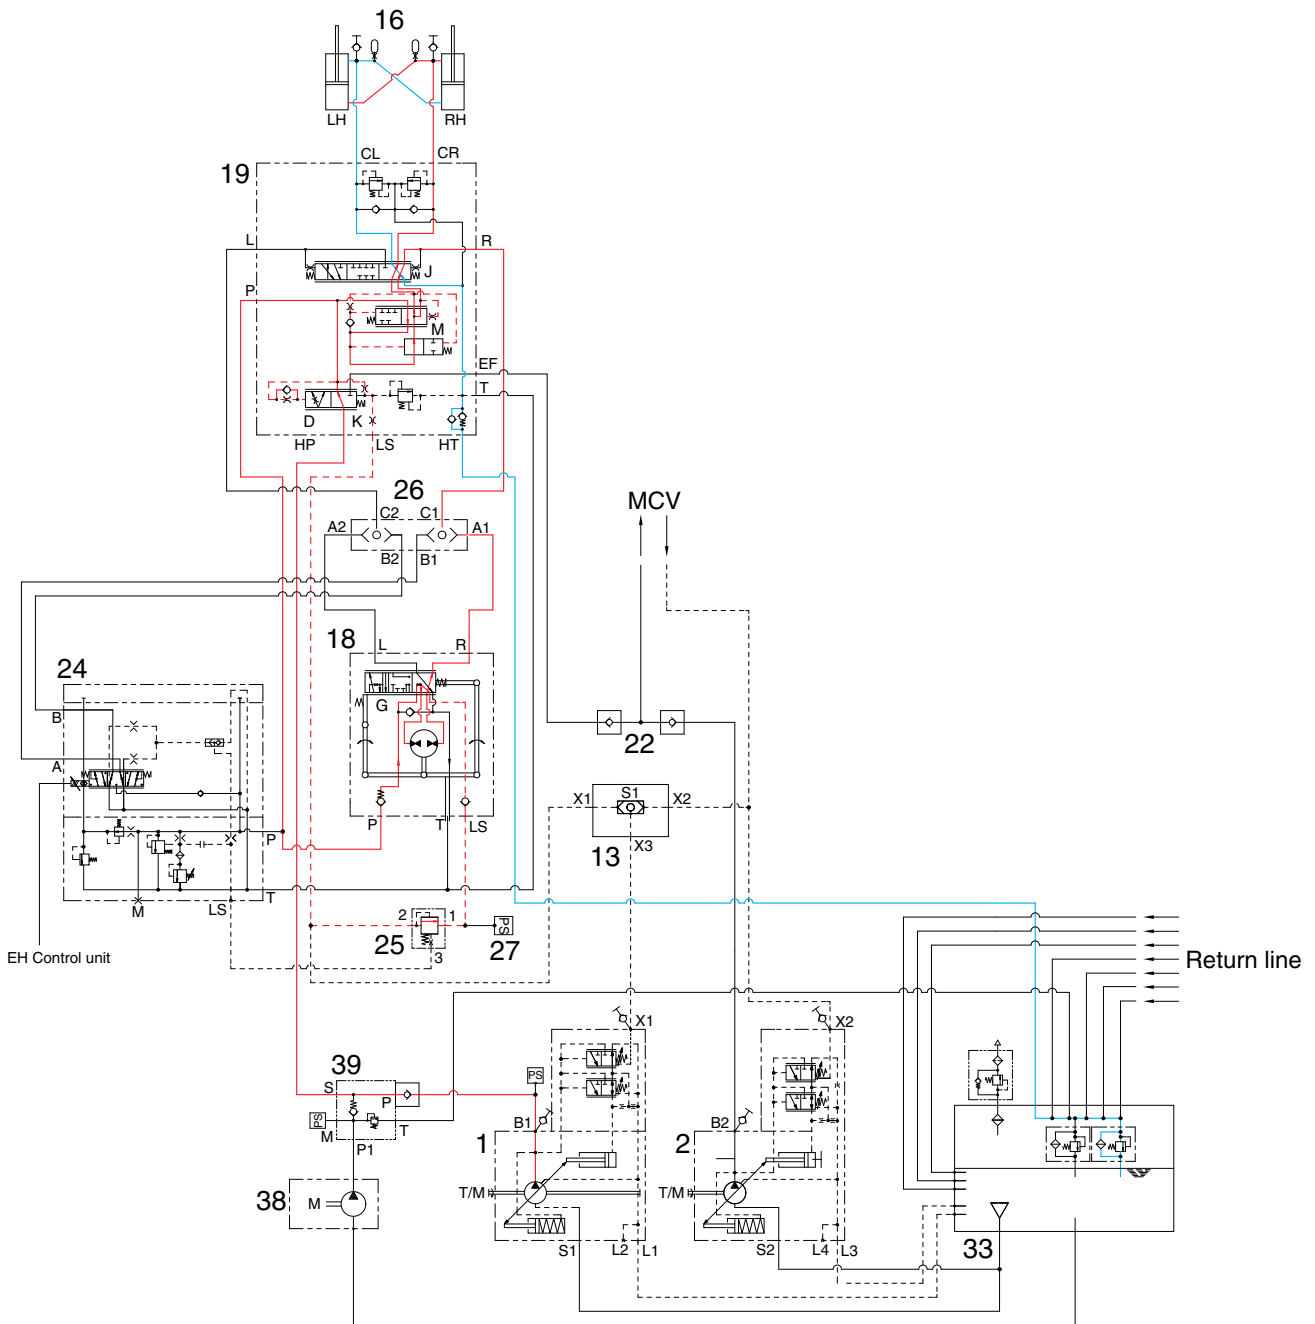 16
LH RH
CL CR
19
L R
J
P
M
EF
T
D K
HP LS HT
26
C2 C1
A2 A1
B2 B1
MCV
18
L R
24
G
B
22
A
X1 S1 X2
P T LS
P
13 X3
T
M LS
2 1
25 PS 27
3
EH Control unit
Return line
X1 X2
39
S PS
P
PS
M T
P1
B1 B2
1 2
38 M
T/M T/M
S1 L2 L1 S2 L4 L3
33